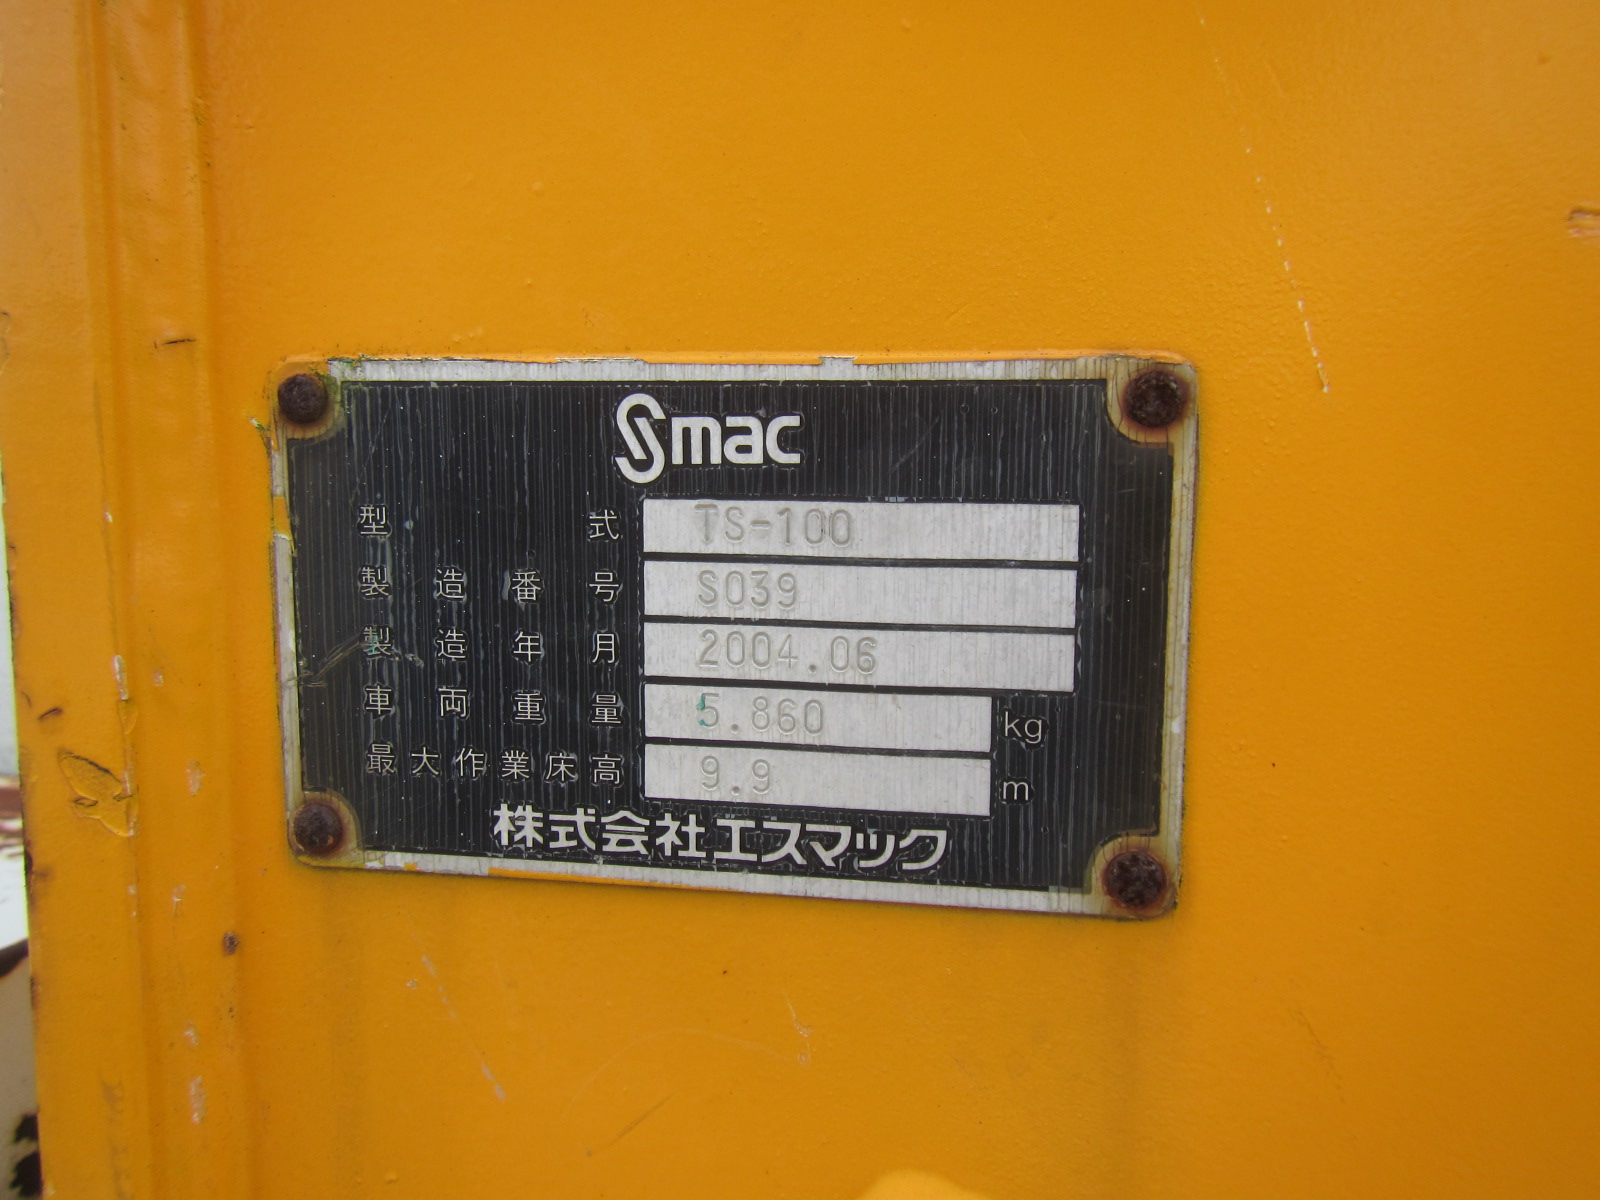 Smac
型式 TS-100
製造番号 S039
製造年月 2004.06
車両重量 5.860 kg
最大作業床高 9.9 m
株式会社エスマック